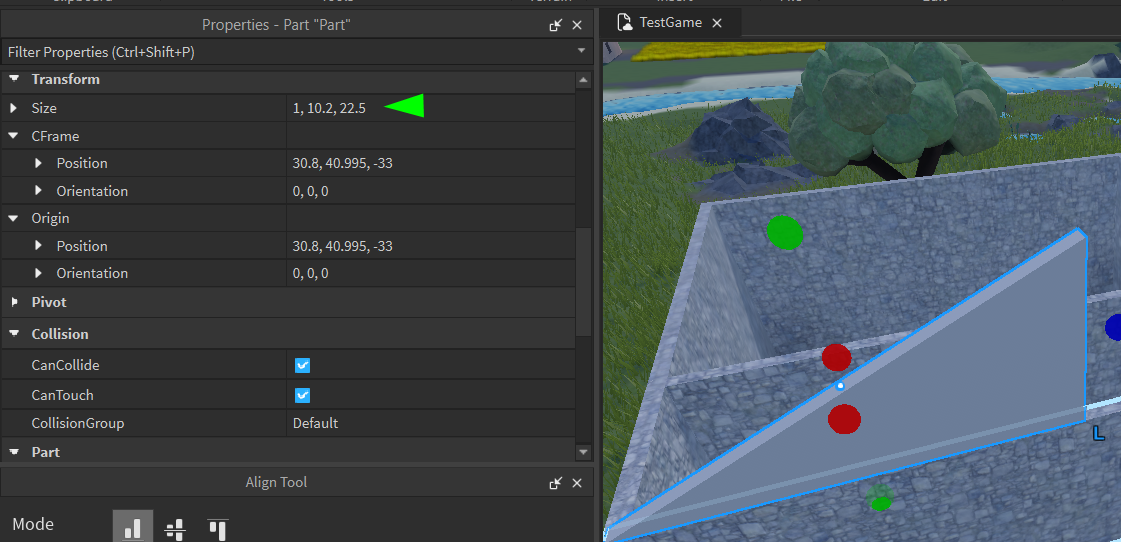 Properties - Part "Part"
Filter Properties (Ctrl+Shift+P)
Transform
Size 1, 10.2, 22.5
CFrame
Position 30.8, 40.995, -33
Orientation 0, 0, 0
Origin
Position 30.8, 40.995, -33
Orientation 0, 0, 0
Pivot
Collision
CanCollide
CanTouch
CollisionGroup Default
Part
Align Tool
Mode
TestGame
L